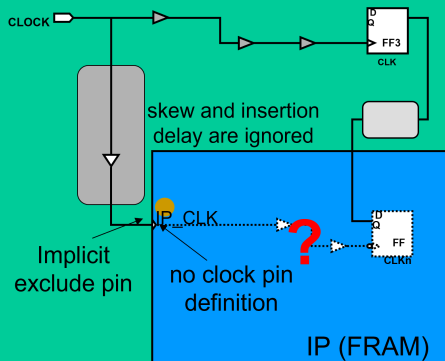 CLOCK
D
Q
FF3
CLK
skew and insertion
delay are ignored
IP_CLK
D
Q
FF
CLKn
?
Implicit
exclude pin
no clock pin
definition
IP (FRAM)